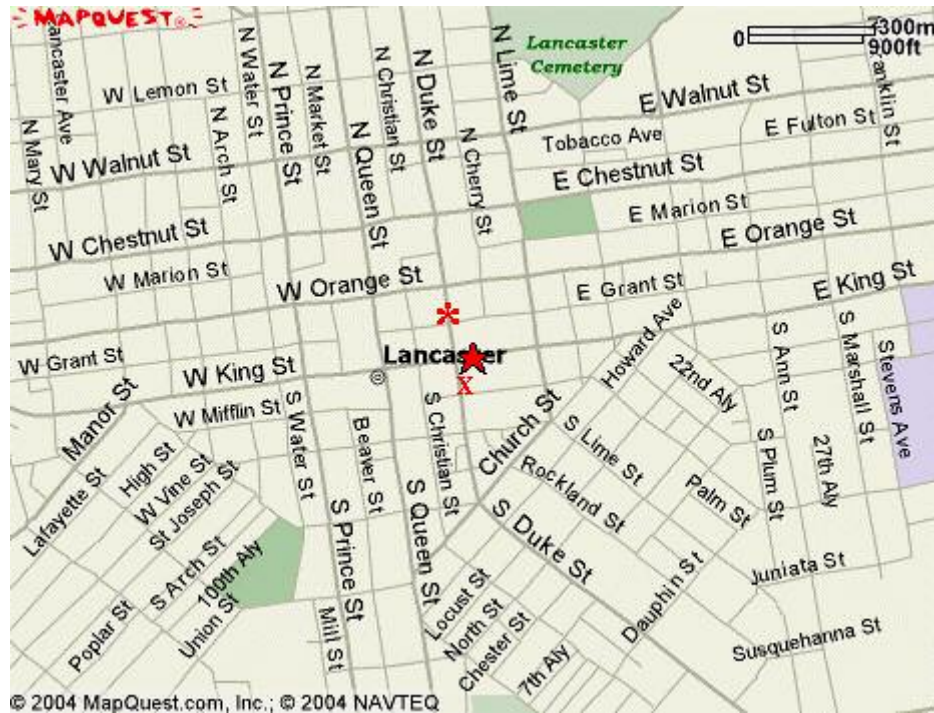 MAPQUEST
0 300m
900ft
Lancaster Ave
N Water St
N Prince St
N Market St
N Christian St
N Duke St
N Lime St
Lancaster
Cemetery
W Lemon St
E Walnut St
N Mary St
N Arch St
N Queen St
N Cherry St
Tobacco Ave
E Fulton St
W Walnut St
E Chestnut St
W Chestnut St
E Marion St
W Marion St
E Orange St
W Orange St
E Grant St
E King St
*
Howard Ave
W Grant St
Lancaster
X
W King St
22nd Aly
S Ann St
S Marshall St
Stevens Ave
Manor St
W Mifflin St
S Water St
Beaver St
S Christian St
Church St
S Lime St
High St
W Vine St
St Joseph St
Lafayette St
Rockland St
Palm St
S Plum St
27th Aly
S Prince St
S Queen St
S Duke St
S Arch St
100th Aly
Juniata St
Poplar St
Union St
Mill St
Locust St
North St
Chester St
7th Aly
Dauphin St
Susquehanna St
© 2004 MapQuest.com, Inc.; © 2004 NAVTEQ